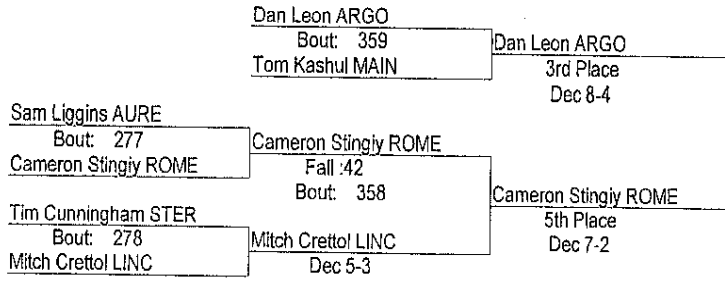 Dan Leon ARGO
Bout: 359
Tom Kashul MAIN
Dan Leon ARGO
3rd Place
Dec 8-4
Sam Liggins AURE
Bout: 277
Cameron Stingiy ROME
Cameron Stingiy ROME
Fall :42
Bout: 358
Tim Cunningham STER
Bout: 278
Mitch Crettol LINC
Mitch Crettol LINC
Dec 5-3
Cameron Stingiy ROME
5th Place
Dec 7-2